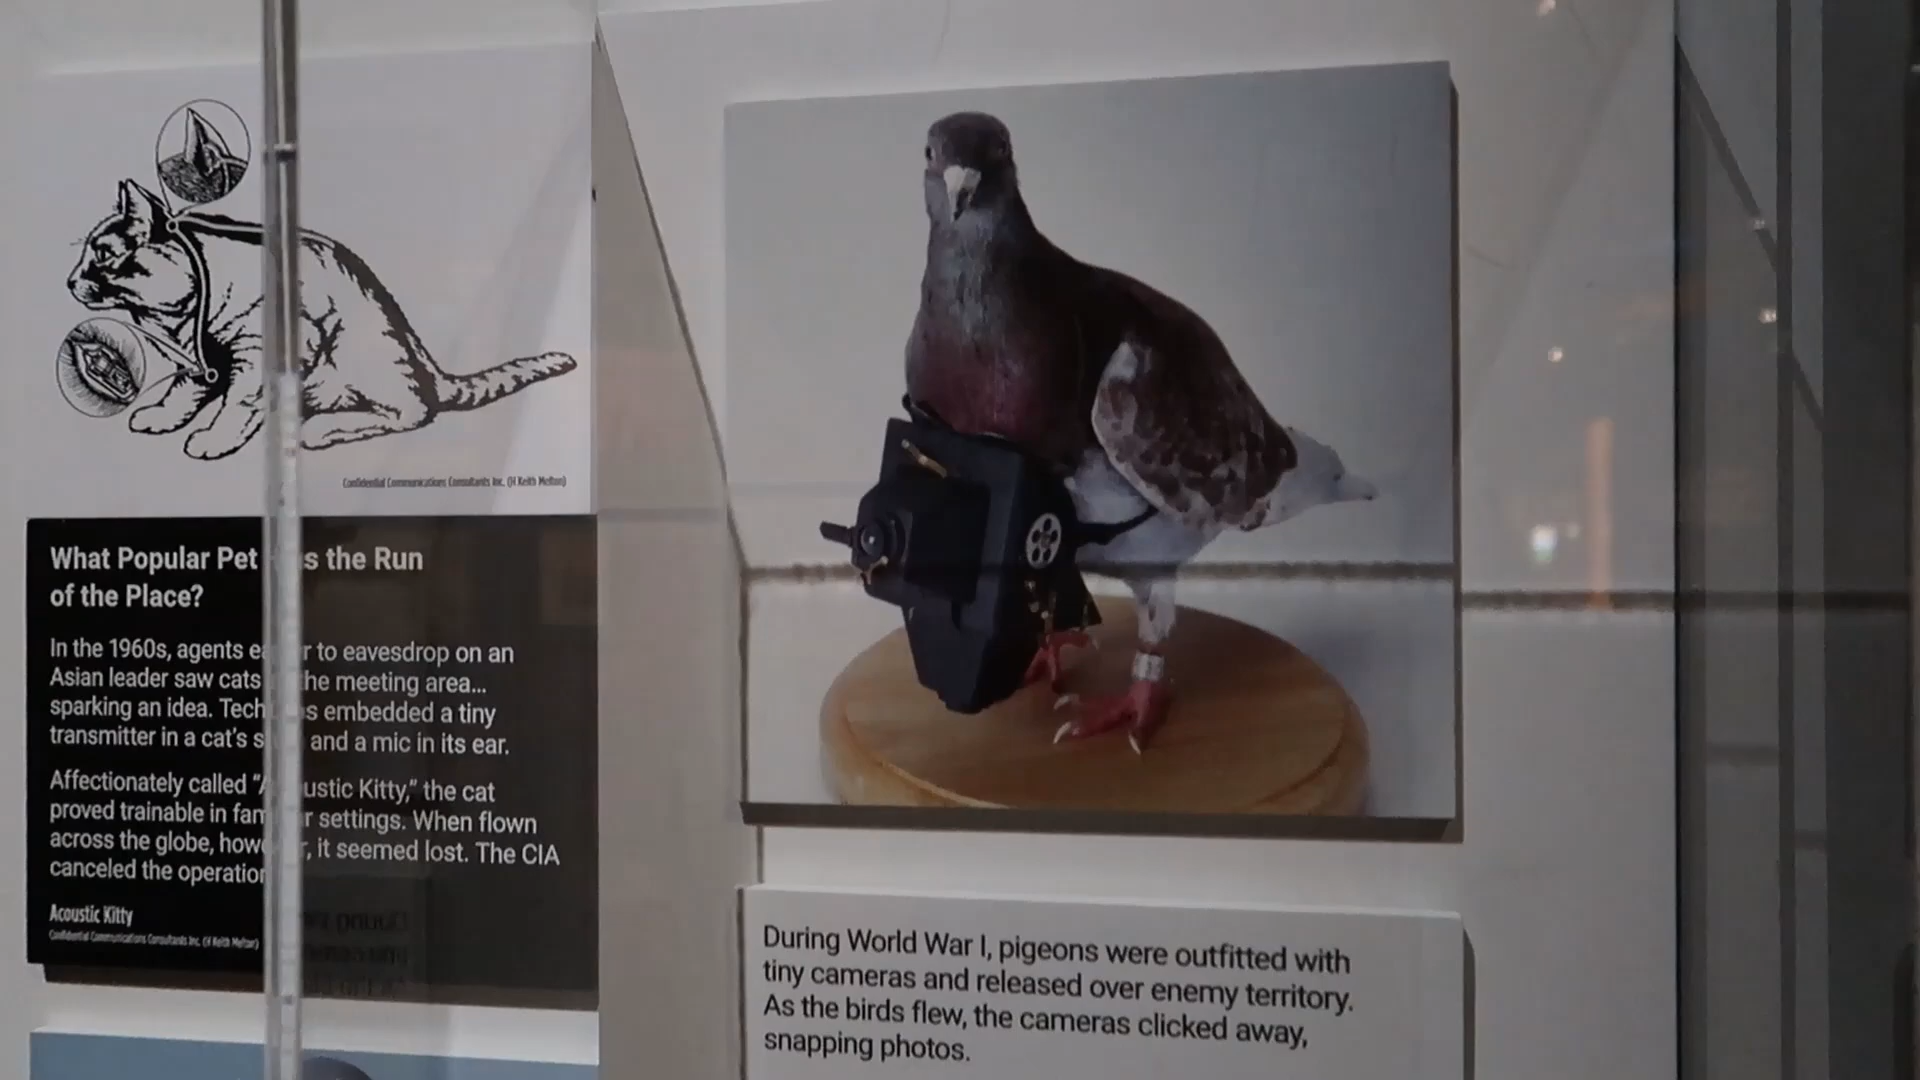 Confidential Communications Consultants Inc. (H Keith Melton)
What Popular Pet s the Run
of the Place?
In the 1960s, agents e r to eavesdrop on an
Asian leader saw cats he meeting area...
sparking an idea. Tech s embedded a tiny
transmitter in a cat's s and a mic in its ear.
Affectionately called "A ustic Kitty," the cat
proved trainable in fam r settings. When flown
across the globe, how r, it seemed lost. The CIA
canceled the operation
Acoustic Kitty
Confidential Communications Consultants Inc. (H Keith Melton)
During World War I, pigeons were outfitted with
tiny cameras and released over enemy territory.
As the birds flew, the cameras clicked away,
snapping photos.